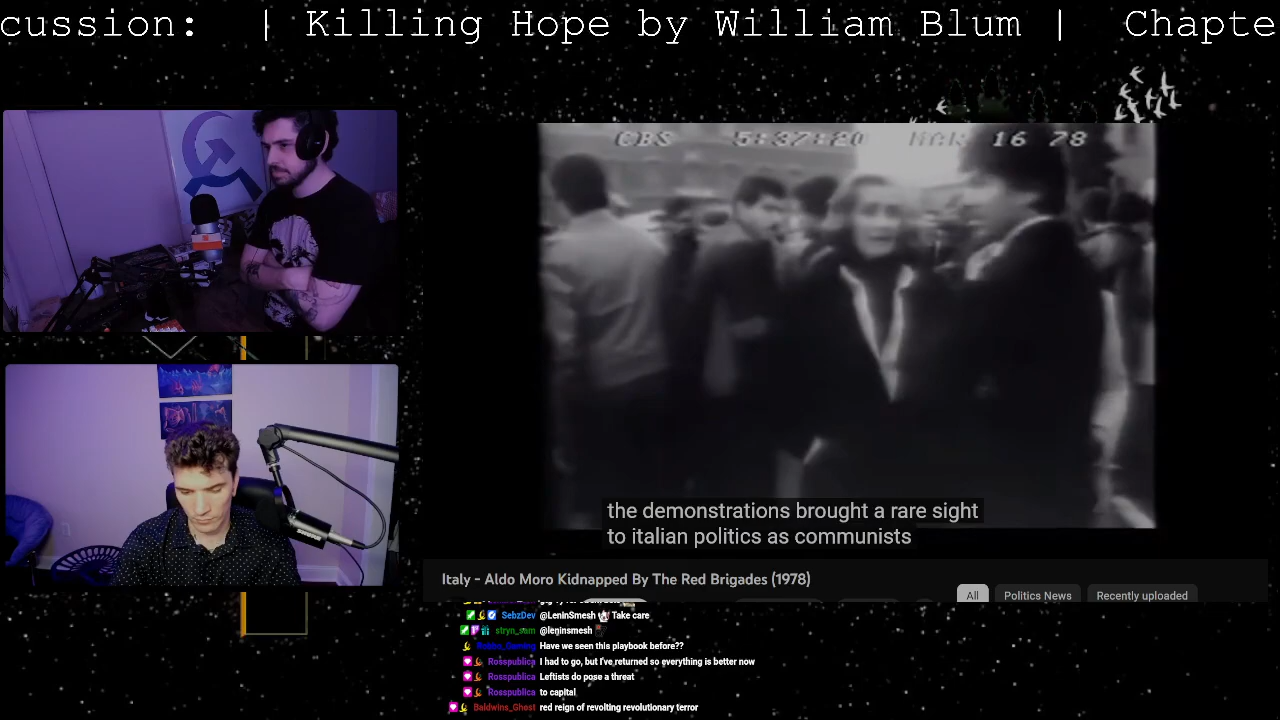 cussion:  | Killing Hope by William Blum |  Chapte
CBS 5:37:20 MAR 16 78
the demonstrations brought a rare sight
to italian politics as communists
Italy - Aldo Moro Kidnapped By The Red Brigades (1978)
All Politics News Recently uploaded
SebzDev @LeninSmesh Take care
stryn_sam @leninsmesh
Have we seen this playbook before??
Rosspublica I had to go, but I've returned so everything is better now
Rosspublica Leftists do pose a threat
Rosspublica to capital
Baldwins_Ghost red reign of revolting revolutionary terror